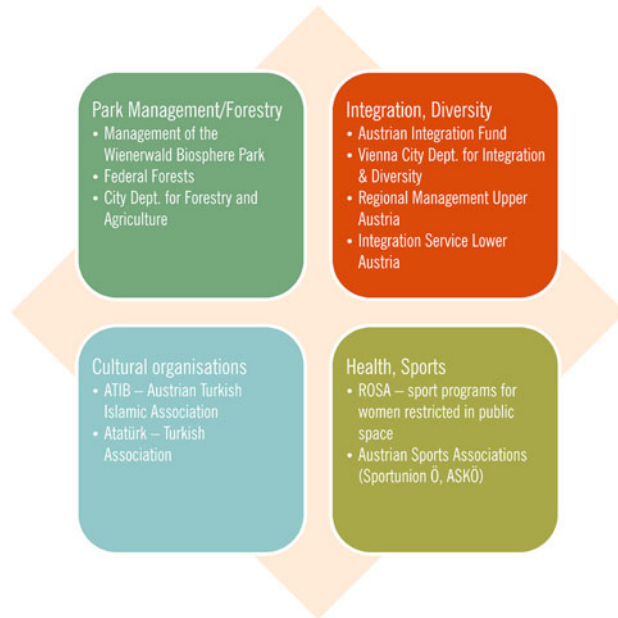 Park Management/Forestry
• Management of the
Wienerwald Biosphere Park
• Federal Forests
• City Dept. for Forestry and
Agriculture
Integration, Diversity
• Austrian Integration Fund
• Vienna City Dept. for Integration
& Diversity
• Regional Management Upper
Austria
• Integration Service Lower
Austria
Cultural organisations
• ATIB – Austrian Turkish
Islamic Association
• Atatürk – Turkish
Association
Health, Sports
• ROSA – sport programs for
women restricted in public
space
• Austrian Sports Associations
(Sportunion Ö, ASKÖ)